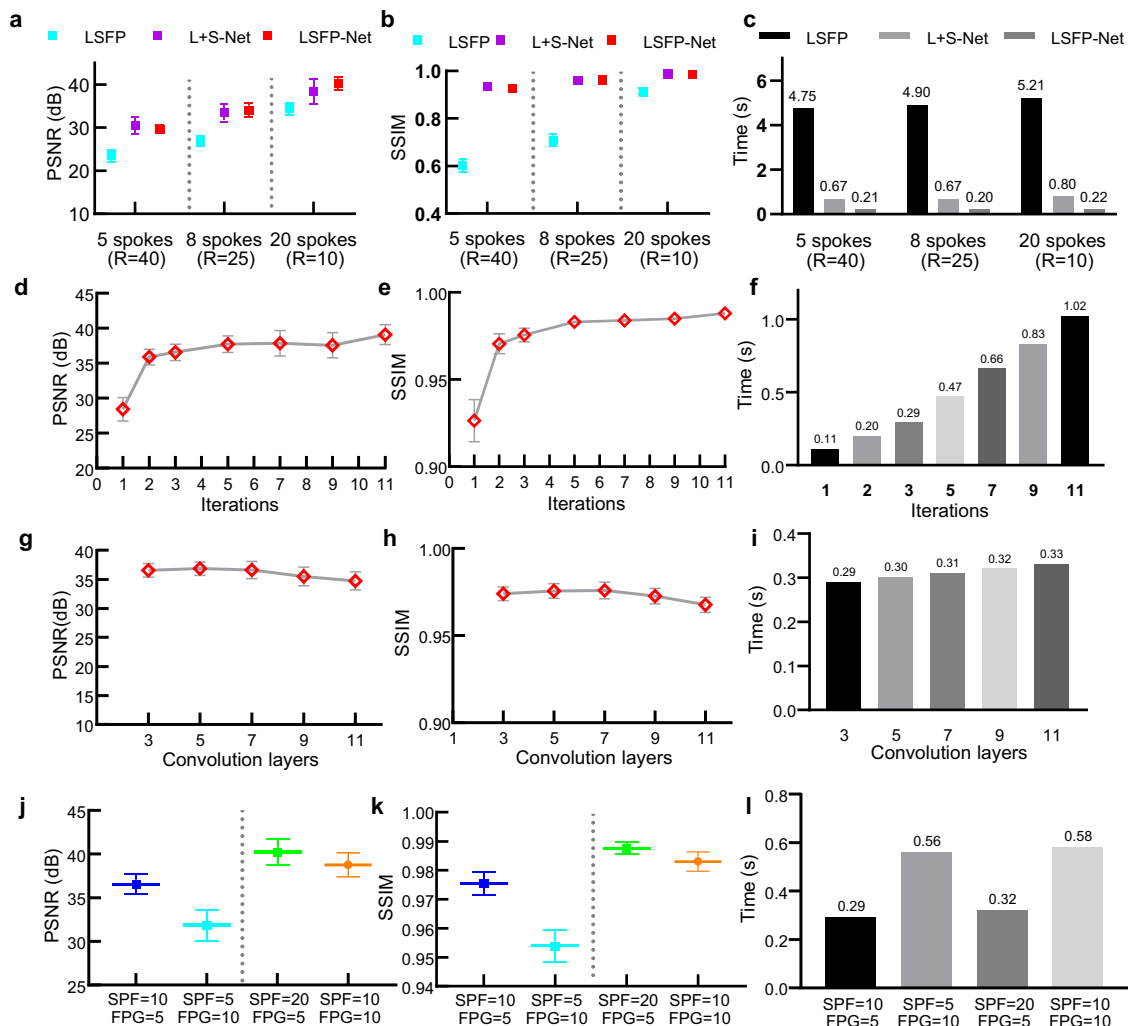 a
LSFP L+S-Net LSFP-Net
PSNR (dB)
40
30
20
10
5 spokes 8 spokes 20 spokes
(R=40) (R=25) (R=10)
b
LSFP L+S-Net LSFP-Net
SSIM
1.0
0.8
0.6
0.4
5 spokes 8 spokes 20 spokes
(R=40) (R=25) (R=10)
c
LSFP L+S-Net LSFP-Net
Time (s)
6
4
2
0
4.75 0.67 0.21 4.90 0.67 0.20 5.21 0.80 0.22
5 spokes 8 spokes 20 spokes
(R=40) (R=25) (R=10)
d
PSNR (dB)
45
40
35
30
25
20
0 1 2 3 4 5 6 7 8 9 10 11
Iterations
e
SSIM
1.00
0.95
0.90
0 1 2 3 4 5 6 7 8 9 10 11
Iterations
f
Time (s)
1.0
0.5
0.0
0.11 0.20 0.29 0.47 0.66 0.83 1.02
1 2 3 5 7 9 11
Iterations
g
PSNR(dB)
40
35
30
25
20
15
10
3 5 7 9 11
Convolution layers
h
SSIM
1.00
0.95
0.90
1 3 5 7 9 11
Convolution layers
i
Time (s)
0.4
0.3
0.2
0.1
0.0
0.29 0.30 0.31 0.32 0.33
3 5 7 9 11
Convolution layers
j
PSNR (dB)
45
40
35
30
25
SPF=10 SPF=5 SPF=20 SPF=10
FPG=5 FPG=10 FPG=5 FPG=10
k
SSIM
1.00
0.99
0.98
0.97
0.96
0.95
0.94
SPF=10 SPF=5 SPF=20 SPF=10
FPG=5 FPG=10 FPG=5 FPG=10
l
Time (s)
0.8
0.6
0.4
0.2
0.0
0.29 0.56 0.32 0.58
SPF=10 SPF=5 SPF=20 SPF=10
FPG=5 FPG=10 FPG=5 FPG=10